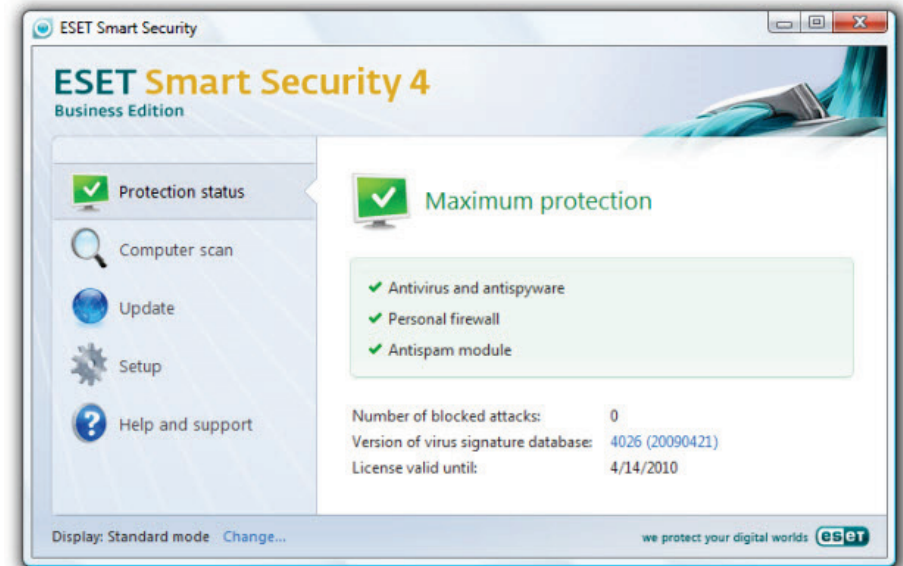 ESET Smart Security
ESET Smart Security 4
Business Edition
Protection status
Computer scan
Update
Setup
Help and support
Maximum protection
Antivirus and antispyware
Personal firewall
Antispam module
Number of blocked attacks: 0
Version of virus signature database: 4026 (20090421)
License valid until: 4/14/2010
Display: Standard mode Change...
we protect your digital worlds eset